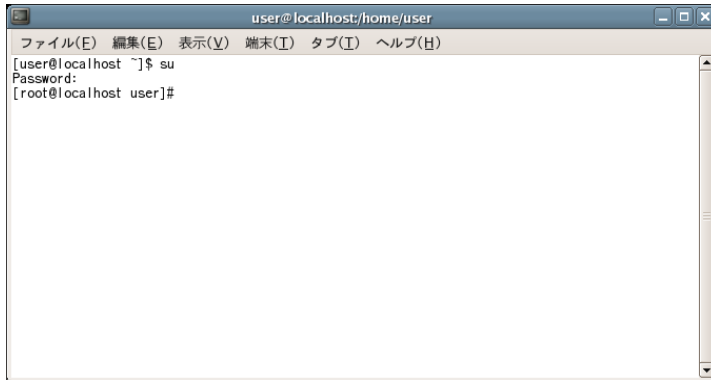 user@localhost:/home/user
ファイル(F) 編集(E) 表示(V) 端末(T) タブ(T) ヘルプ(H)
[user@localhost ~]$ su
Password:
[root@localhost user]#